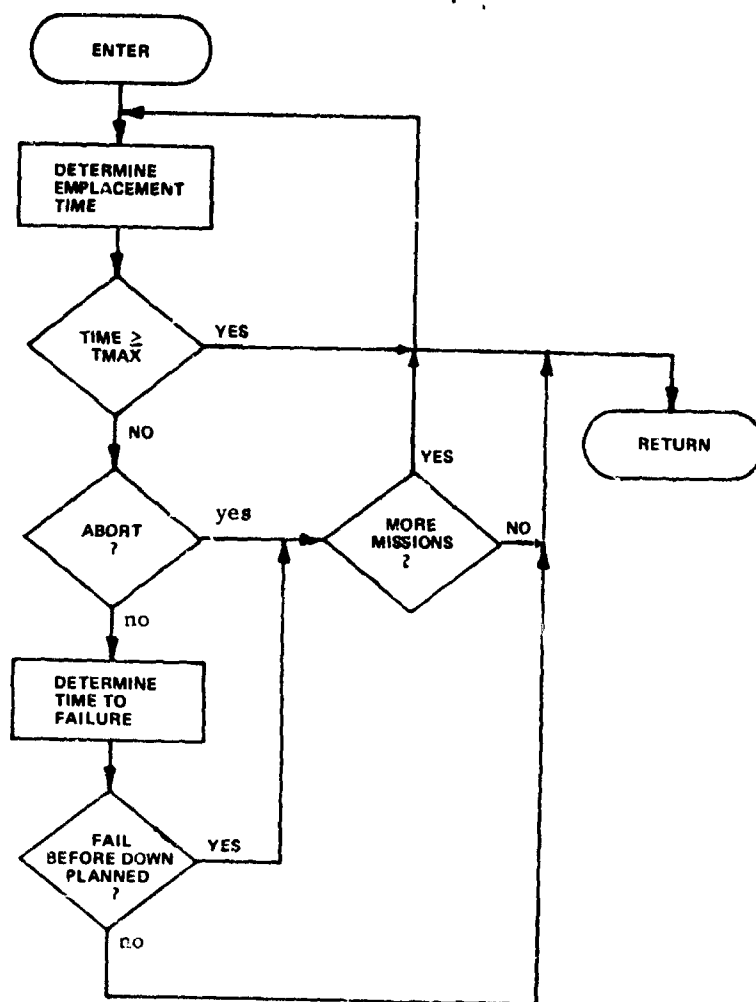 ENTER
DETERMINE
EMPLACEMENT
TIME
TIME ≥
TMAX
YES
NO
RETURN
ABORT
?
yes
no
MORE
MISSIONS
?
YES
NO
DETERMINE
TIME TO
FAILURE
FAIL
BEFORE DOWN
PLANNED
?
YES
no